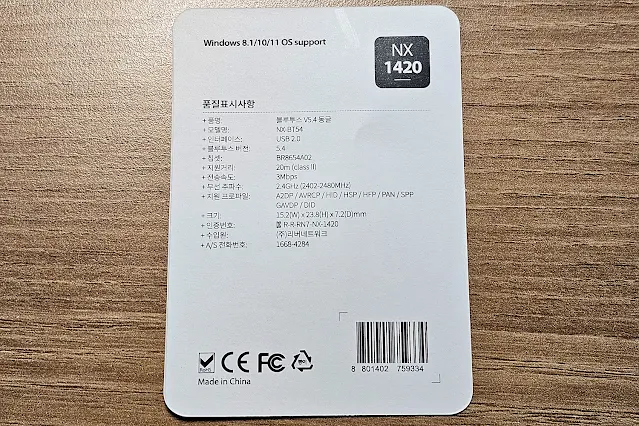 Windows 8.1/10/11 OS support
NX
1420
품질표시사항
+ 품명: 블루투스 V5.4 동글
+ 모델명: NX-BT54
+ 인터페이스: USB 2.0
+ 블루투스 버전: 5.4
+ 칩셋: BR8654A02
+ 지원거리: 20m (class II)
+ 전송속도: 3Mbps
+ 무선 주파수: 2.4GHz (2402-2480MHz)
+ 지원 프로파일: A2DP / AVRCP / HID / HSP / HFP / PAN / SPP
GAVDP / DID
+ 크기: 15.2(W) x 23.8(H) x 7.2(D)mm
+ 인증번호: R-R-RN7-NX-1420
+ 수입원: (주)리버네트워크
+ A/S 전화번호: 1668-4284
RoHS CE FC
Made in China
8 801402 759334